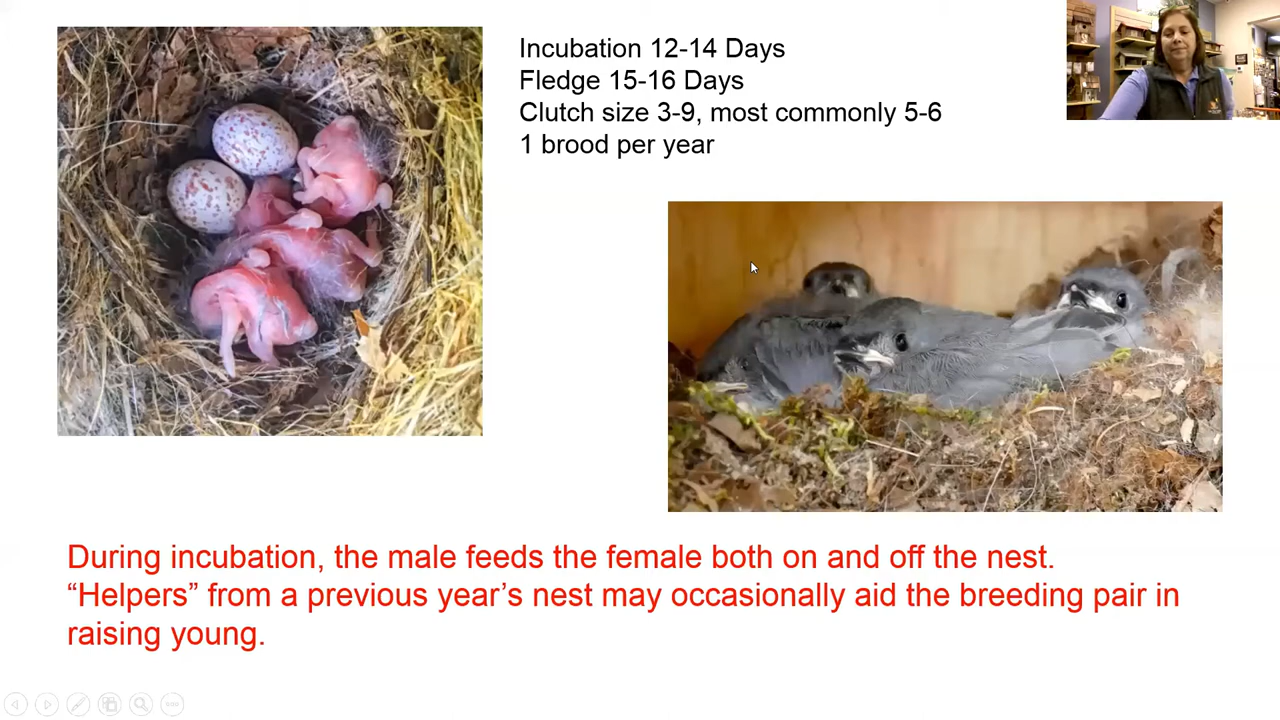 Incubation 12-14 Days
Fledge 15-16 Days
Clutch size 3-9, most commonly 5-6
1 brood per year
During incubation, the male feeds the female both on and off the nest.
“Helpers” from a previous year’s nest may occasionally aid the breeding pair in
raising young.